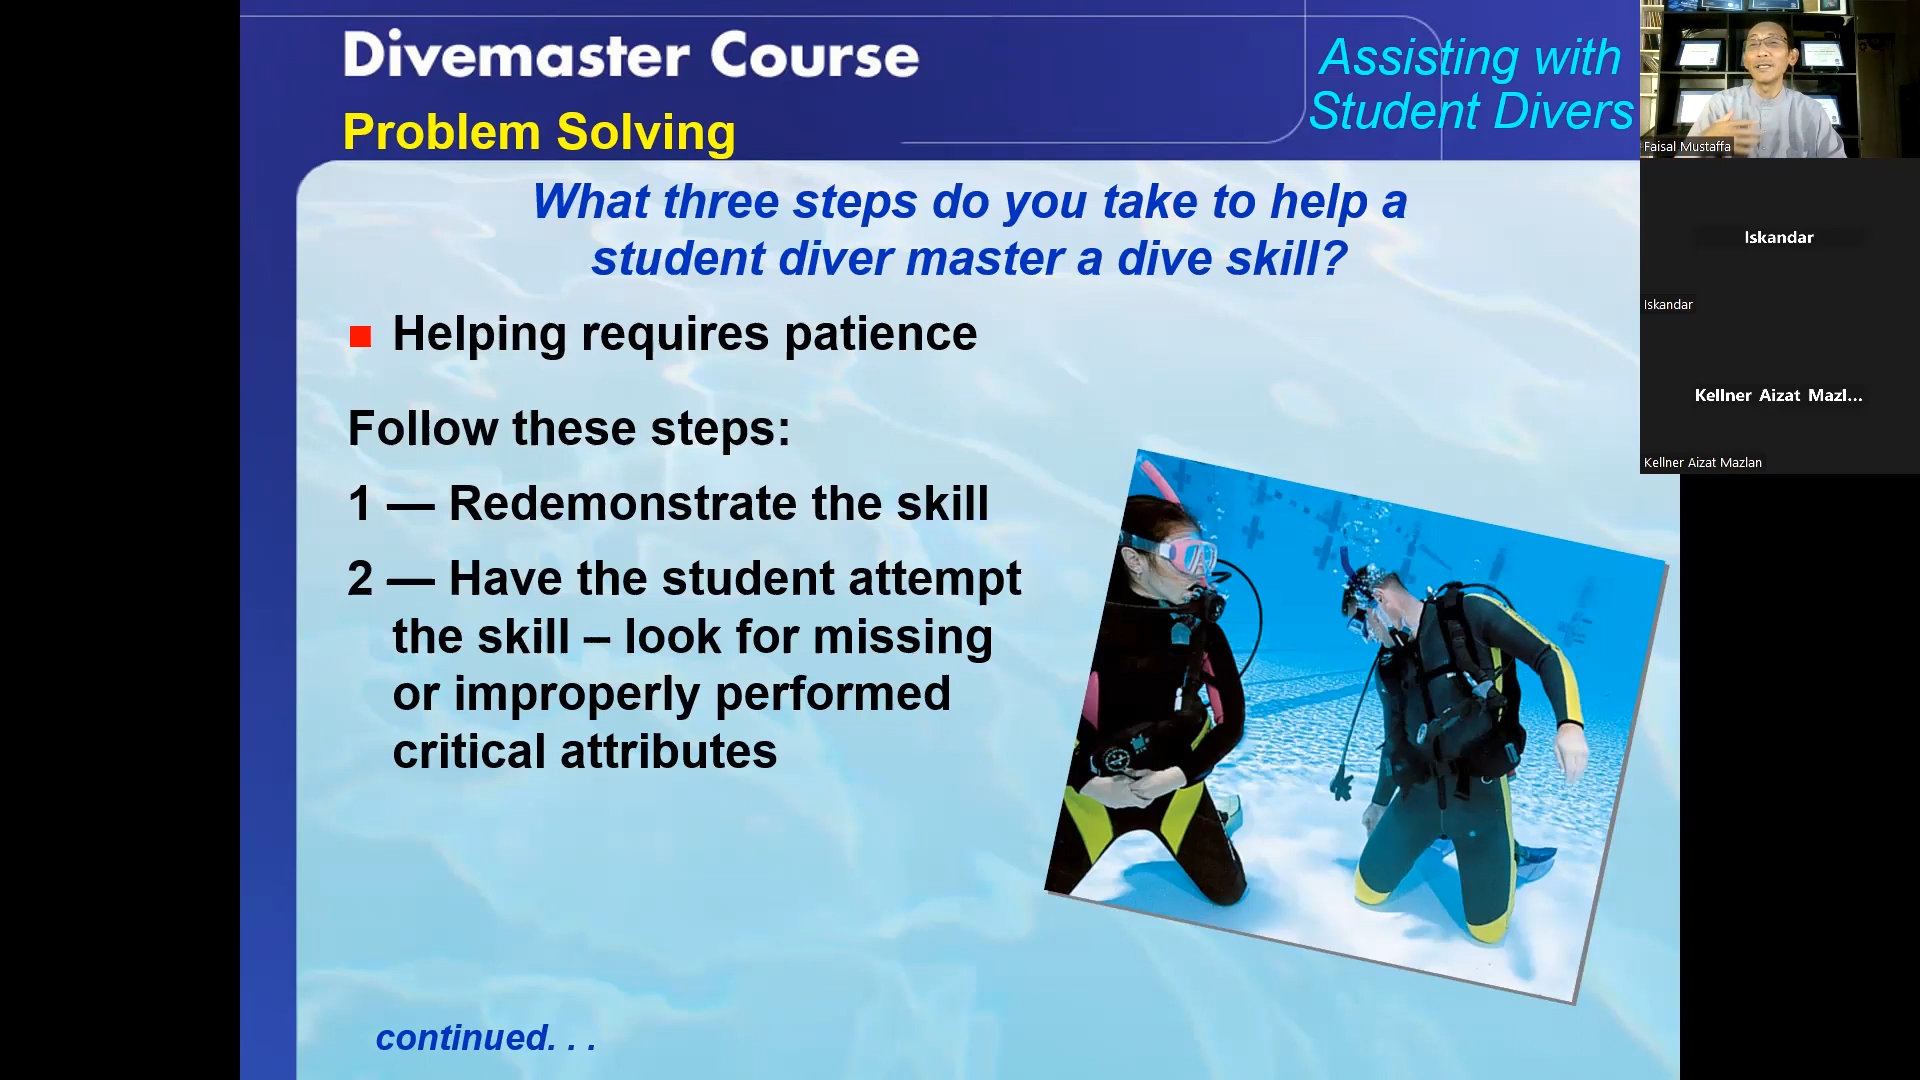 Divemaster Course
Problem Solving
Assisting with
Student Divers
What three steps do you take to help a
student diver master a dive skill?
Helping requires patience
Follow these steps:
1 — Redemonstrate the skill
2 — Have the student attempt
the skill – look for missing
or improperly performed
critical attributes
continued. . .
Faisal Mustaffa
Iskandar
Iskandar
Kellner Aizat Mazl...
Kellner Aizat Mazlan